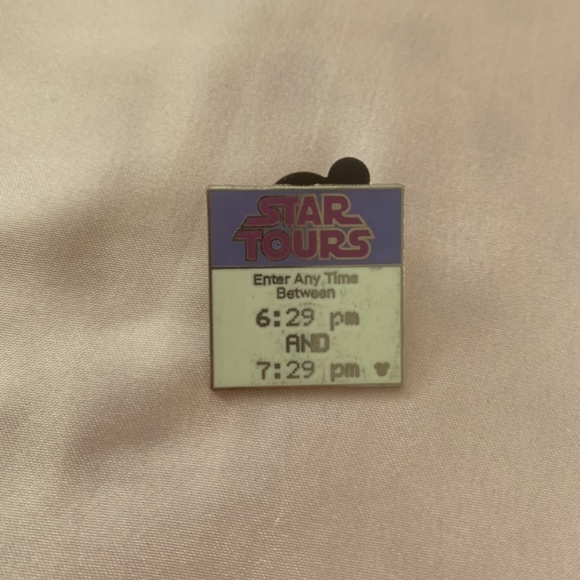 STAR
TOURS
Enter Any Time
Between
6:29 pm
AND
7:29 pm